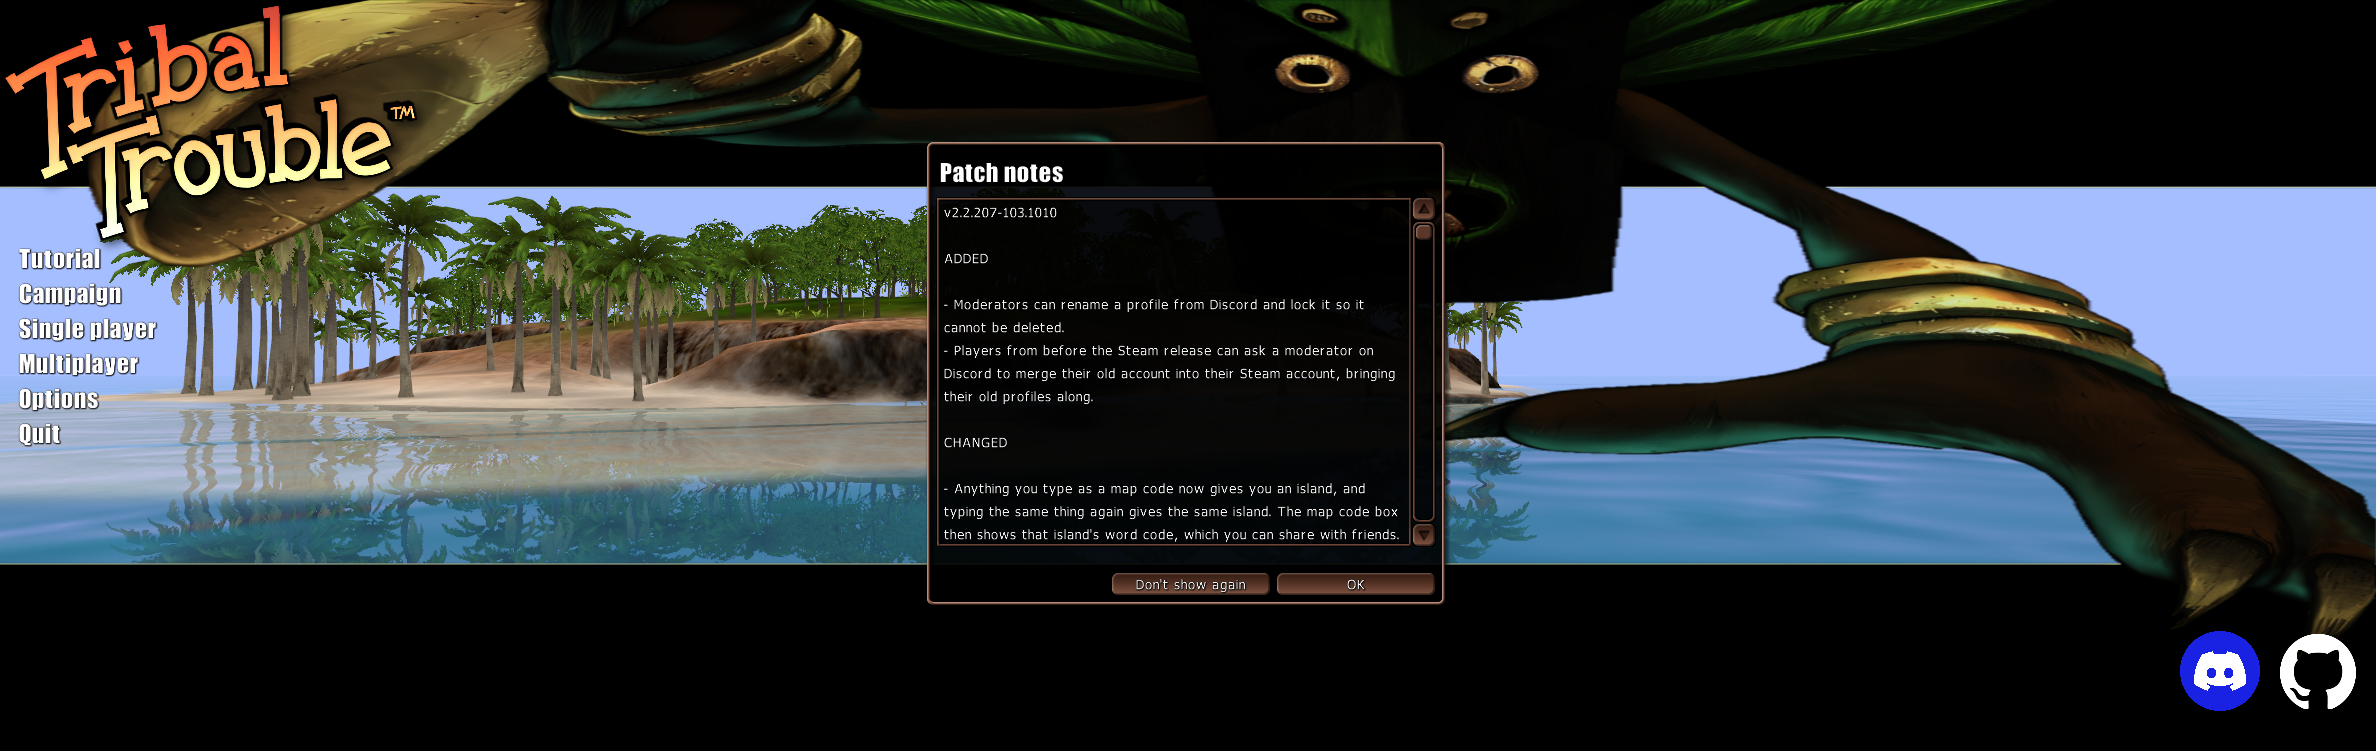 Tribal
Trouble™
Tutorial
Campaign
Single player
Multiplayer
Options
Quit
Patch notes
v2.2.207-103.1010
ADDED
- Moderators can rename a profile from Discord and lock it so it
cannot be deleted.
- Players from before the Steam release can ask a moderator on
Discord to merge their old account into their Steam account, bringing
their old profiles along.
CHANGED
- Anything you type as a map code now gives you an island, and
typing the same thing again gives the same island. The map code box
then shows that island's word code, which you can share with friends.
Don't show again
OK